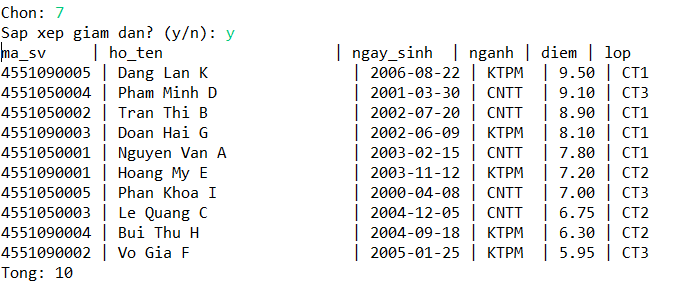 Chon: 7
Sap xep giam dan? (y/n): y
ma_sv | ho_ten | ngay_sinh | nganh | diem | lop
4551090005 | Dang Lan K | 2006-08-22 | KTPM | 9.50 | CT1
4551050004 | Pham Minh D | 2001-03-30 | CNTT | 9.10 | CT3
4551050002 | Tran Thi B | 2002-07-20 | CNTT | 8.90 | CT1
4551090003 | Doan Hai G | 2002-06-09 | KTPM | 8.10 | CT1
4551050001 | Nguyen Van A | 2003-02-15 | CNTT | 7.80 | CT1
4551090001 | Hoang My E | 2003-11-12 | KTPM | 7.20 | CT2
4551050005 | Phan Khoa I | 2000-04-08 | CNTT | 7.00 | CT3
4551050003 | Le Quang C | 2004-12-05 | CNTT | 6.75 | CT2
4551090004 | Bui Thu H | 2004-09-18 | KTPM | 6.30 | CT2
4551090002 | Vo Gia F | 2005-01-25 | KTPM | 5.95 | CT3
Tong: 10